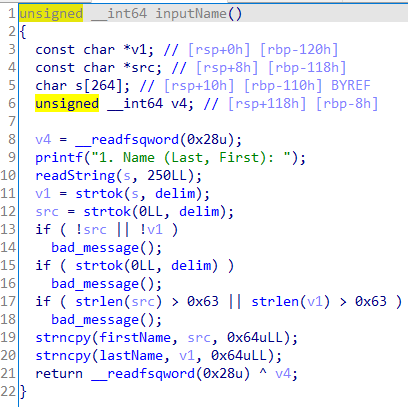 1 unsigned __int64 inputName()
2 {
3 const char *v1; // [rsp+0h] [rbp-120h]
4 const char *src; // [rsp+8h] [rbp-118h]
5 char s[264]; // [rsp+10h] [rbp-110h] BYREF
6 unsigned __int64 v4; // [rsp+118h] [rbp-8h]
7
8 v4 = __readfsqword(0x28u);
9 printf("1. Name (Last, First): ");
10 readString(s, 250LL);
11 v1 = strtok(s, delim);
12 src = strtok(0LL, delim);
13 if ( !src || !v1 )
14 bad_message();
15 if ( strtok(0LL, delim) )
16 bad_message();
17 if ( strlen(src) > 0x63 || strlen(v1) > 0x63 )
18 bad_message();
19 strncpy(firstName, src, 0x64uLL);
20 strncpy(lastName, v1, 0x64uLL);
21 return __readfsqword(0x28u) ^ v4;
22 }